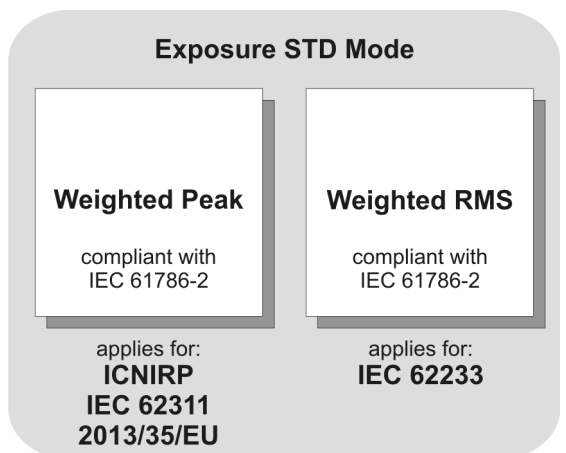 Exposure STD Mode
Weighted Peak
compliant with
IEC 61786-2
applies for:
ICNIRP
IEC 62311
2013/35/EU
Weighted RMS
compliant with
IEC 61786-2
applies for:
IEC 62233